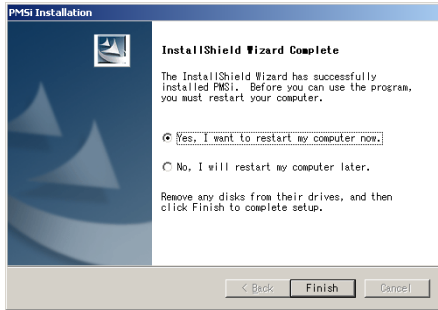 PMSi Installation
InstallShield Wizard Complete
The InstallShield Wizard has successfully
installed PMSi. Before you can use the program,
you must restart your computer.
Yes, I want to restart my computer now.
No, I will restart my computer later.
Remove any disks from their drives, and then
click Finish to complete setup.
< Back Finish Cancel